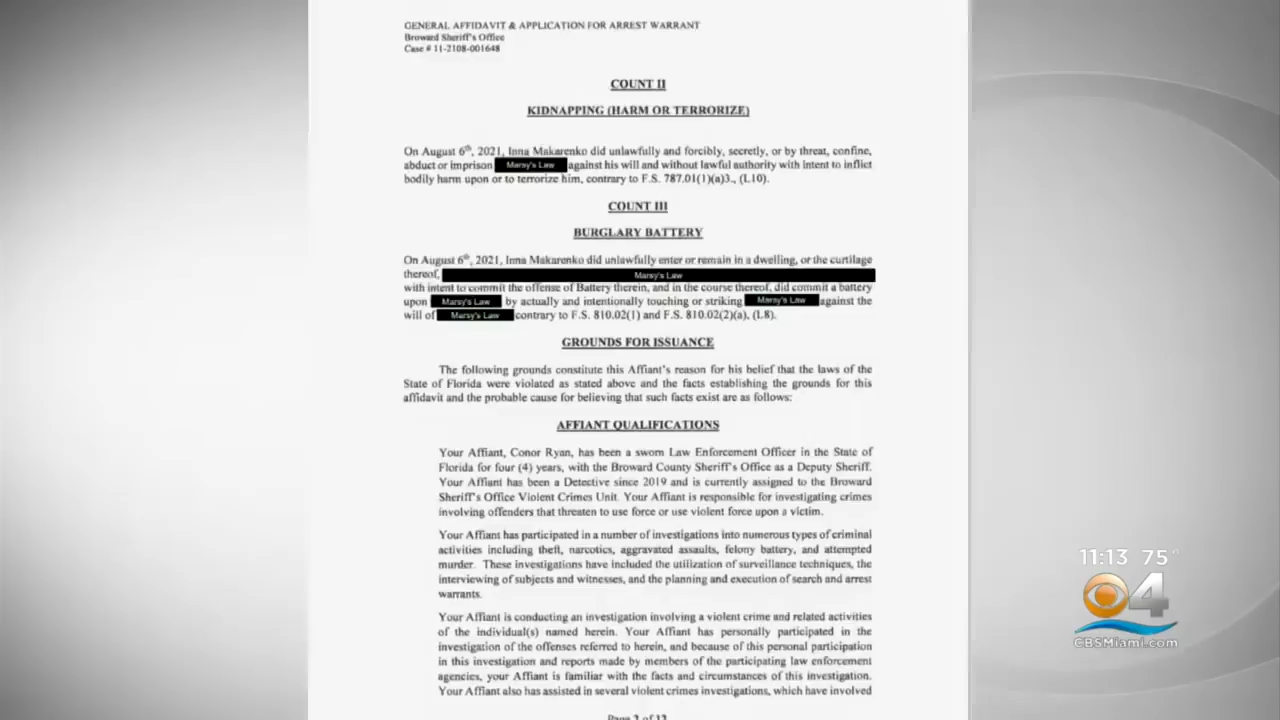 GENERAL AFFIDAVIT & APPLICATION FOR ARREST WARRANT
Broward Sheriff's Office
Case # 11-2108-001648
COUNT II
KIDNAPPING (HARM OR TERRORIZE)
On August 6th, 2021, Inna Makarenko did unlawfully and forcibly, secretly, or by threat, confine,
abduct or imprison Marsy's Law against his will and without lawful authority with intent to inflict
bodily harm upon or to terrorize him, contrary to F.S. 787.01(1)(a)3., (L10).
COUNT III
BURGLARY BATTERY
On August 6th, 2021, Inna Makarenko did unlawfully enter or remain in a dwelling, or the curtilage
thereof, Marsy's Law
with intent to commit the offense of Battery therein, and in the course thereof, did commit a battery
upon Marsy's Law by actually and intentionally touching or striking Marsy's Law against the
will of Marsy's Law contrary to F.S. 810.02(1) and F.S. 810.02(2)(a), (L8).
GROUNDS FOR ISSUANCE
The following grounds constitute this Affiant's reason for his belief that the laws of the
State of Florida were violated as stated above and the facts establishing the grounds for this
affidavit and the probable cause for believing that such facts exist are as follows:
AFFIANT QUALIFICATIONS
Your Affiant, Conor Ryan, has been a sworn Law Enforcement Officer in the State of
Florida for four (4) years, with the Broward County Sheriff's Office as a Deputy Sheriff.
Your Affiant has been a Detective since 2019 and is currently assigned to the Broward
Sheriff's Office Violent Crimes Unit. Your Affiant is responsible for investigating crimes
involving offenders that threaten to use force or use violent force upon a victim.
Your Affiant has participated in a number of investigations into numerous types of criminal
activities including theft, narcotics, aggravated assaults, felony battery, and attempted
murder. These investigations have included the utilization of surveillance techniques, the
interviewing of subjects and witnesses, and the planning and execution of search and arrest
warrants.
Your Affiant is conducting an investigation involving a violent crime and related activities
of the individual(s) named herein. Your Affiant has personally participated in the
investigation of the offenses referred to herein, and because of this personal participation
in this investigation and reports made by members of the participating law enforcement
agencies, your Affiant is familiar with the facts and circumstances of this investigation.
Your Affiant also has assisted in several violent crimes investigations, which have involved
Page 2 of 12
11:13 75°
4
CBSMiami.com